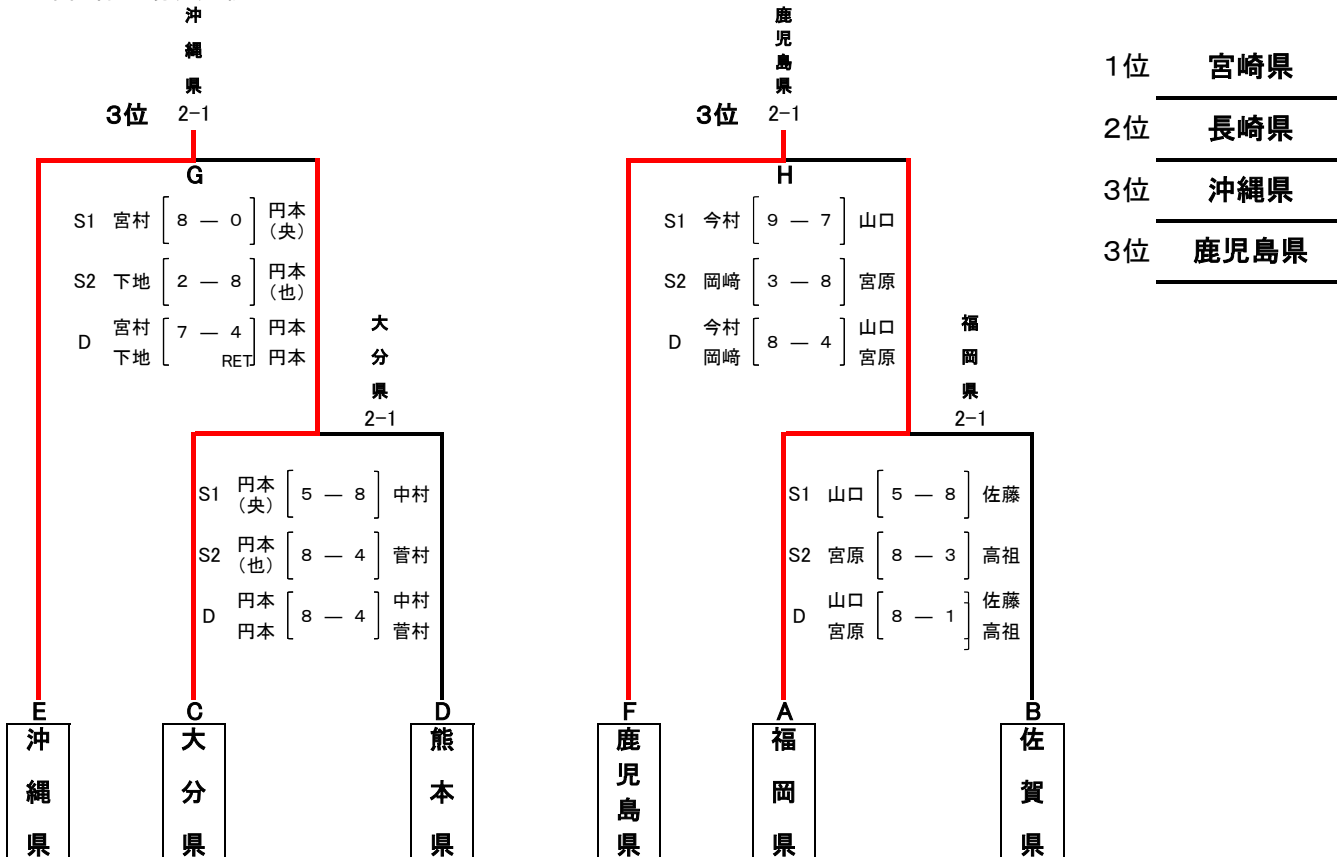 沖縄県
3位 2-1
G
S1 宮村 [8 — 0] 円本(央)
S2 下地 [2 — 8] 円本(也)
D 宮村 下地 [7 — 4 RET] 円本 円本
大分県
2-1
S1 円本(央) [5 — 8] 中村
S2 円本(也) [8 — 4] 菅村
D 円本 円本 [8 — 4] 中村 菅村
E 沖縄県
C 大分県
D 熊本県
鹿児島県
3位 2-1
H
S1 今村 [9 — 7] 山口
S2 岡﨑 [3 — 8] 宮原
D 今村 岡﨑 [8 — 4] 山口 宮原
福岡県
2-1
S1 山口 [5 — 8] 佐藤
S2 宮原 [8 — 3] 高祖
D 山口 宮原 [8 — 1] 佐藤 高祖
F 鹿児島県
A 福岡県
B 佐賀県
1位 宮崎県
2位 長崎県
3位 沖縄県
3位 鹿児島県